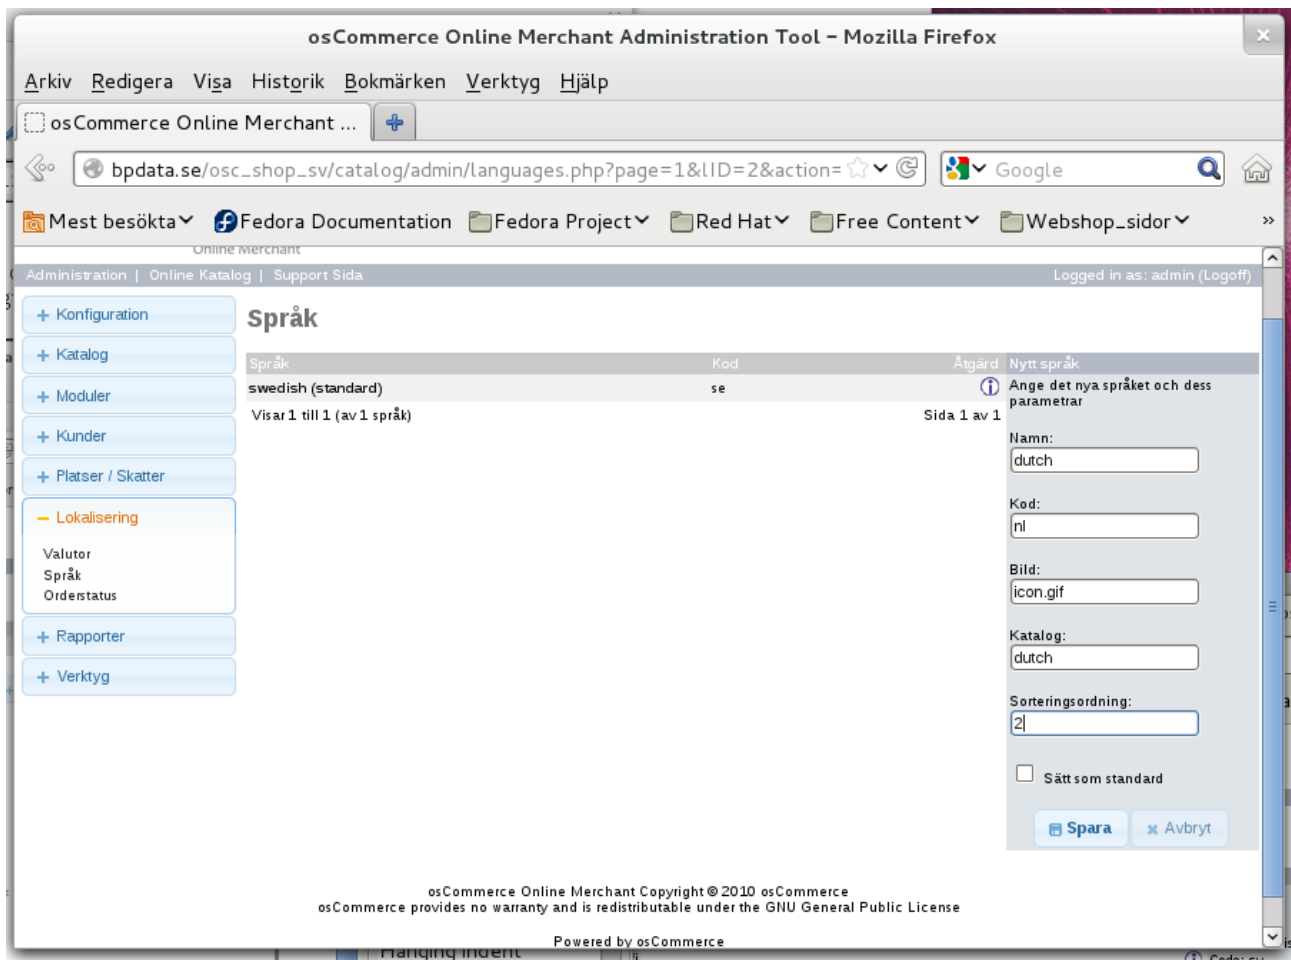 osCommerce Online Merchant Administration Tool - Mozilla Firefox
Arkiv Redigera Visa Historik Bokmärken Verktyg Hjälp
osCommerce Online Merchant ...
bpdata.se/osc_shop_sv/catalog/admin/languages.php?page=1&lID=2&action= Google
Mest besökta Fedora Documentation Fedora Project Red Hat Free Content Webshop_sidor »
Online Merchant
Administration | Online Katalog | Support Sida Logged in as: admin (Logoff)
+ Konfiguration
+ Katalog
+ Moduler
+ Kunder
+ Platser / Skatter
– Lokalisering
Valutor
Språk
Orderstatus
+ Rapporter
+ Verktyg
Språk
Språk Kod Åtgärd
swedish (standard) se
Visar 1 till 1 (av 1 språk) Sida 1 av 1
Nytt språk
Ange det nya språket och dess
parametrar
Namn:
dutch
Kod:
nl
Bild:
icon.gif
Katalog:
dutch
Sorteringsordning:
2
Sätt som standard
Spara Avbryt
osCommerce Online Merchant Copyright © 2010 osCommerce
osCommerce provides no warranty and is redistributable under the GNU General Public License
Powered by osCommerce
Hanging indent